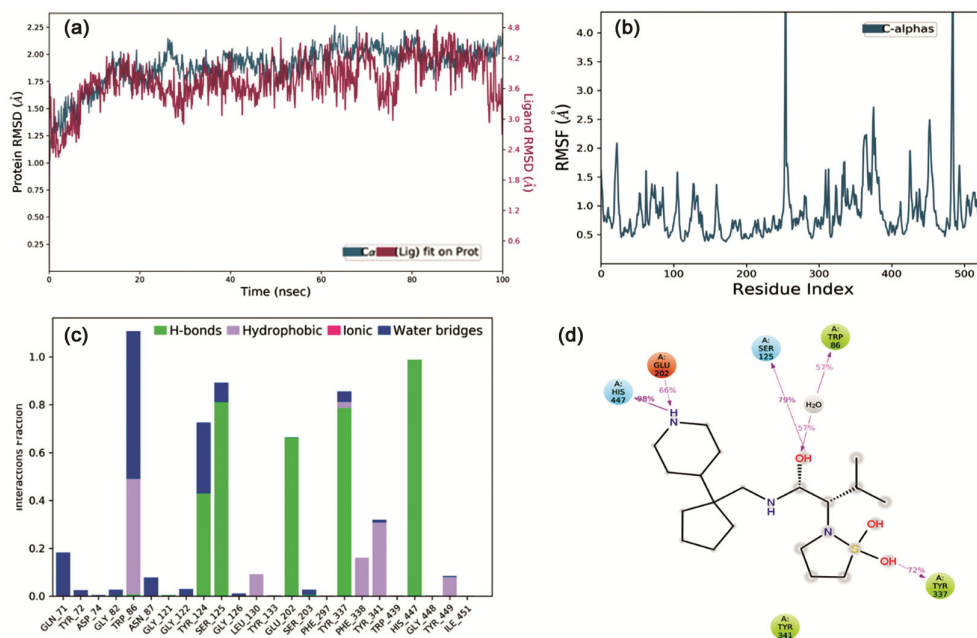 (a)
Protein RMSD (Å)
2.25
2.00
1.75
1.50
1.25
1.00
0.75
0.50
0.25
4.8
4.2
3.6
3.0
2.4
1.8
1.2
0.6
Ligand RMSD (Å)
Cα (Lig) fit on Prot
0 20 40 60 80 100
Time (nsec)
(b)
C-alphas
RMSF (Å)
4.0
3.5
3.0
2.5
2.0
1.5
1.0
0.5
0.0
0 100 200 300 400 500
Residue Index
(c)
H-bonds Hydrophobic Ionic Water bridges
Interactions Fraction
1.0
0.8
0.6
0.4
0.2
0.0
GLN_71
TYR_72
ASP_74
GLY_82
TRP_86
ASN_87
GLY_121
GLY_122
TYR_124
SER_125
GLY_126
LEU_130
TYR_133
GLU_202
SER_203
PHE_297
TYR_337
PHE_338
TYR_341
TRP_439
HIS_447
GLY_448
TYR_449
ILE_451
(d)
A:
HIS
447
A:
GLU
202
A:
SER
125
A:
TRP
86
98%
66%
79%
57%
H₂O
57%
H
N
OH
N
H
N
S
OH
OH
72%
A:
TYR
337
A:
TYR
341